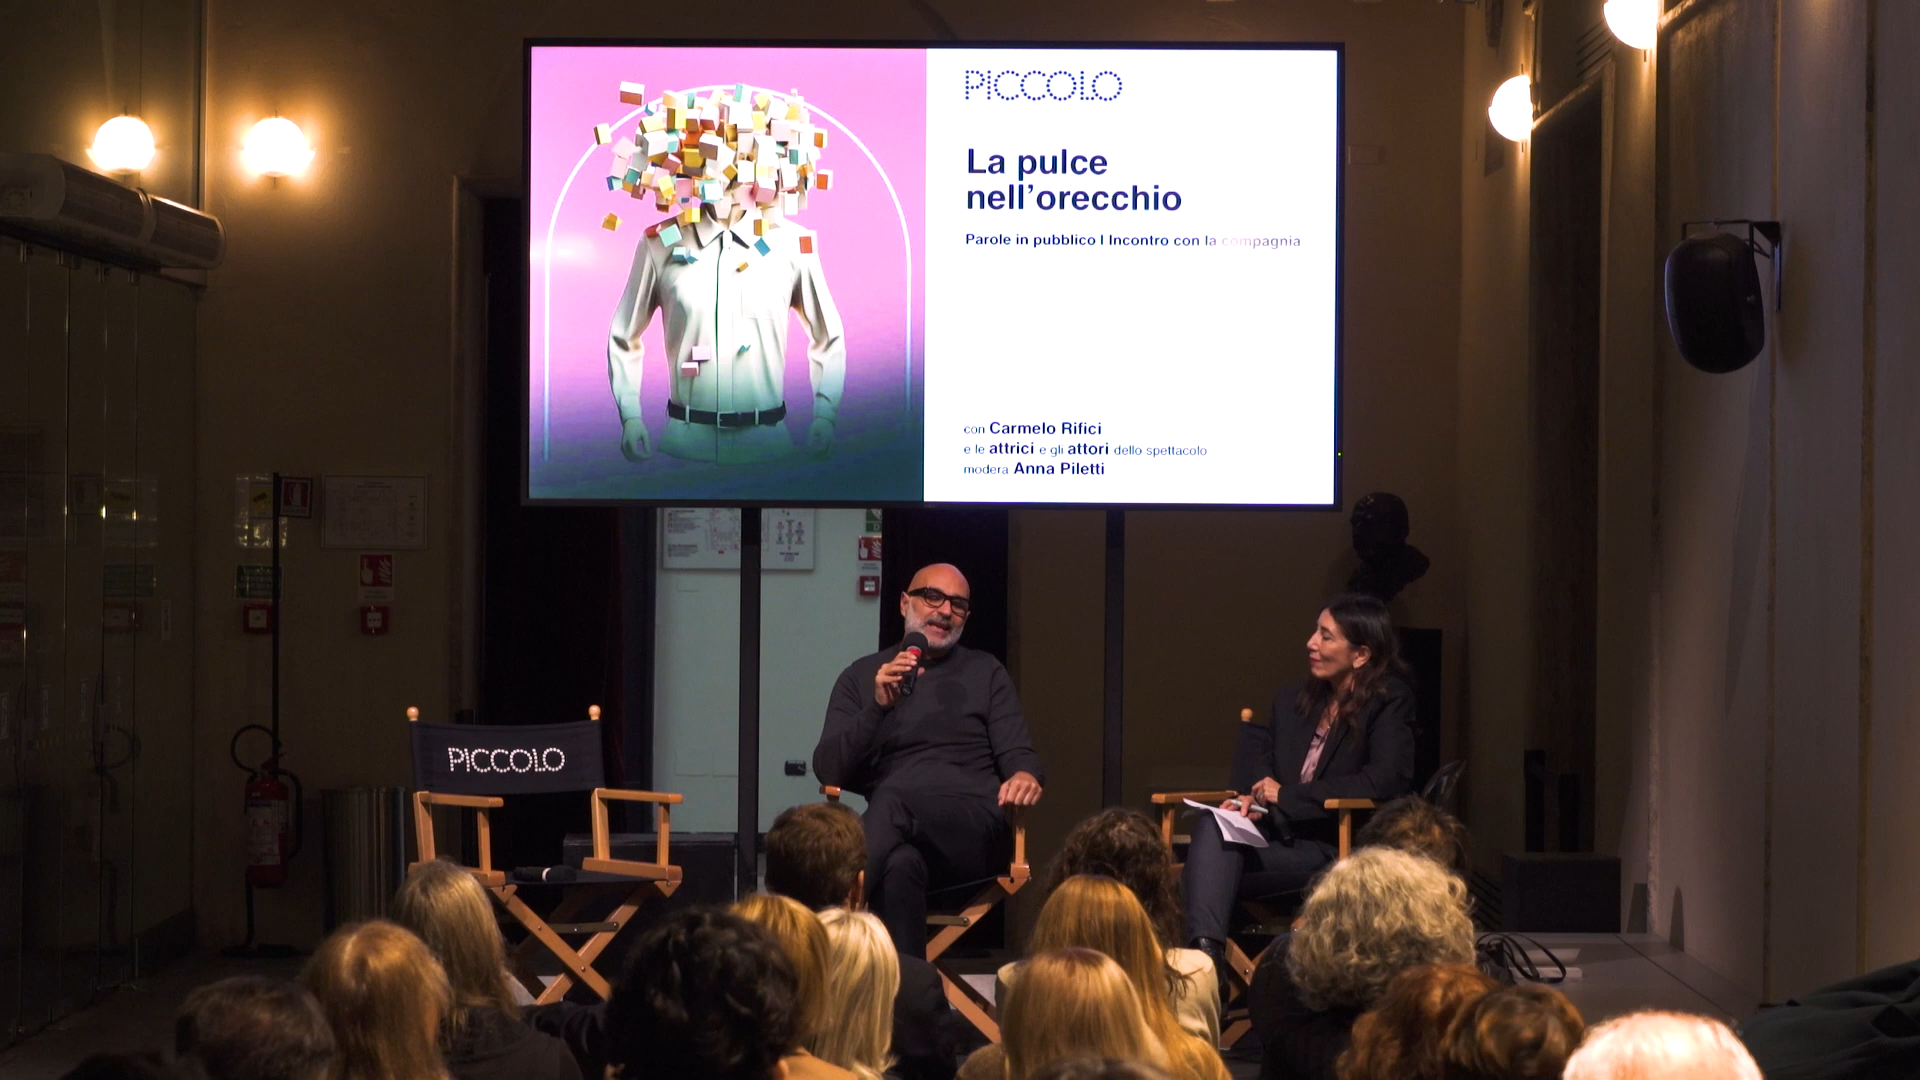 PICCOLO
La pulce
nell’orecchio
Parole in pubblico | Incontro con la compagnia
con Carmelo Rifici
e le attrici e gli attori dello spettacolo
modera Anna Piletti
PICCOLO